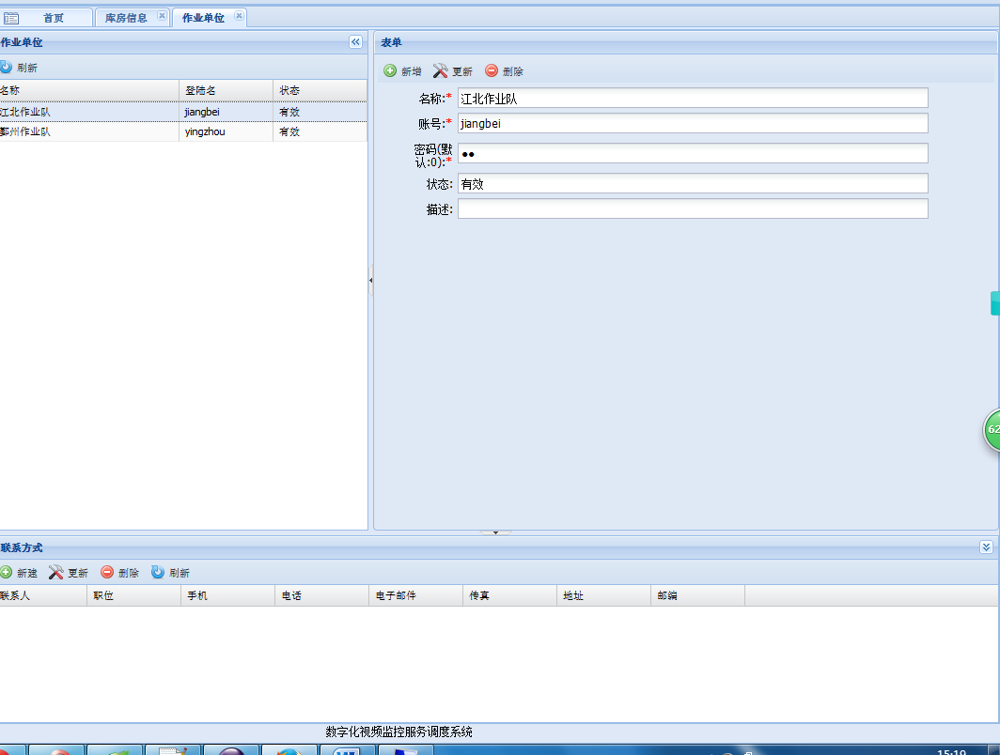 首页 库房信息 作业单位
作业单位
刷新
名称 登陆名 状态
江北作业队 jiangbei 有效
鄞州作业队 yingzhou 有效
表单
新增 更新 删除
名称:* 江北作业队
账号:* jiangbei
密码(默
认:0):* ●●
状态: 有效
描述:
62
联系方式
新建 更新 删除 刷新
联系人 职位 手机 电话 电子邮件 传真 地址 邮编
数字化视频监控服务调度系统
15:19